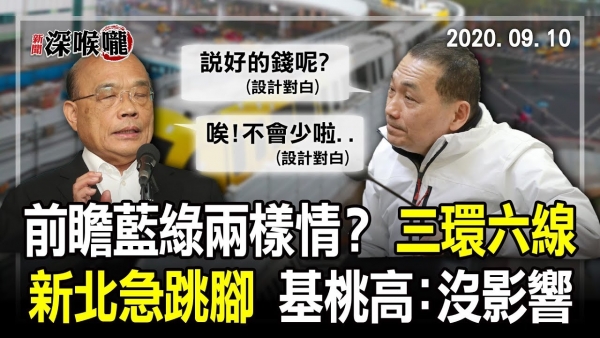 新聞
深喉嚨
2020. 09. 10
說好的錢呢?
(設計對白)
唉!不會少啦..
(設計對白)
前瞻藍綠兩樣情? 三環六線
新北急跳腳 基桃高:沒影響